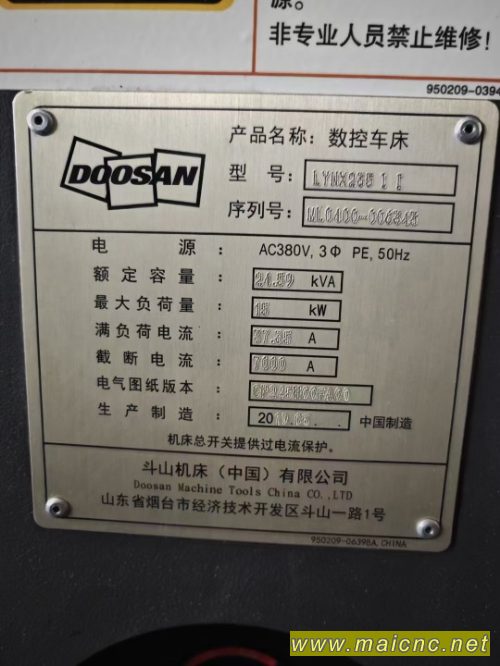 源。
非专业人员禁止维修!
950209-0394
DOOSAN
产品名称: 数控车床
型 号:
序列号:
电 源 : AC380V, 3Φ PE, 50Hz
额定容量 : 24.59 kVA
最大负荷量 : 15 kW
满负荷电流 : A
截断电流 : 7000 A
电气图纸版本 :
生产制造 : 20 中国制造
机床总开关提供过电流保护。
斗山机床（中国）有限公司
Doosan Machine Tools China CO.,LTD
山东省烟台市经济技术开发区斗山一路1号
950209-06398A, CHINA
www.maicnc.net